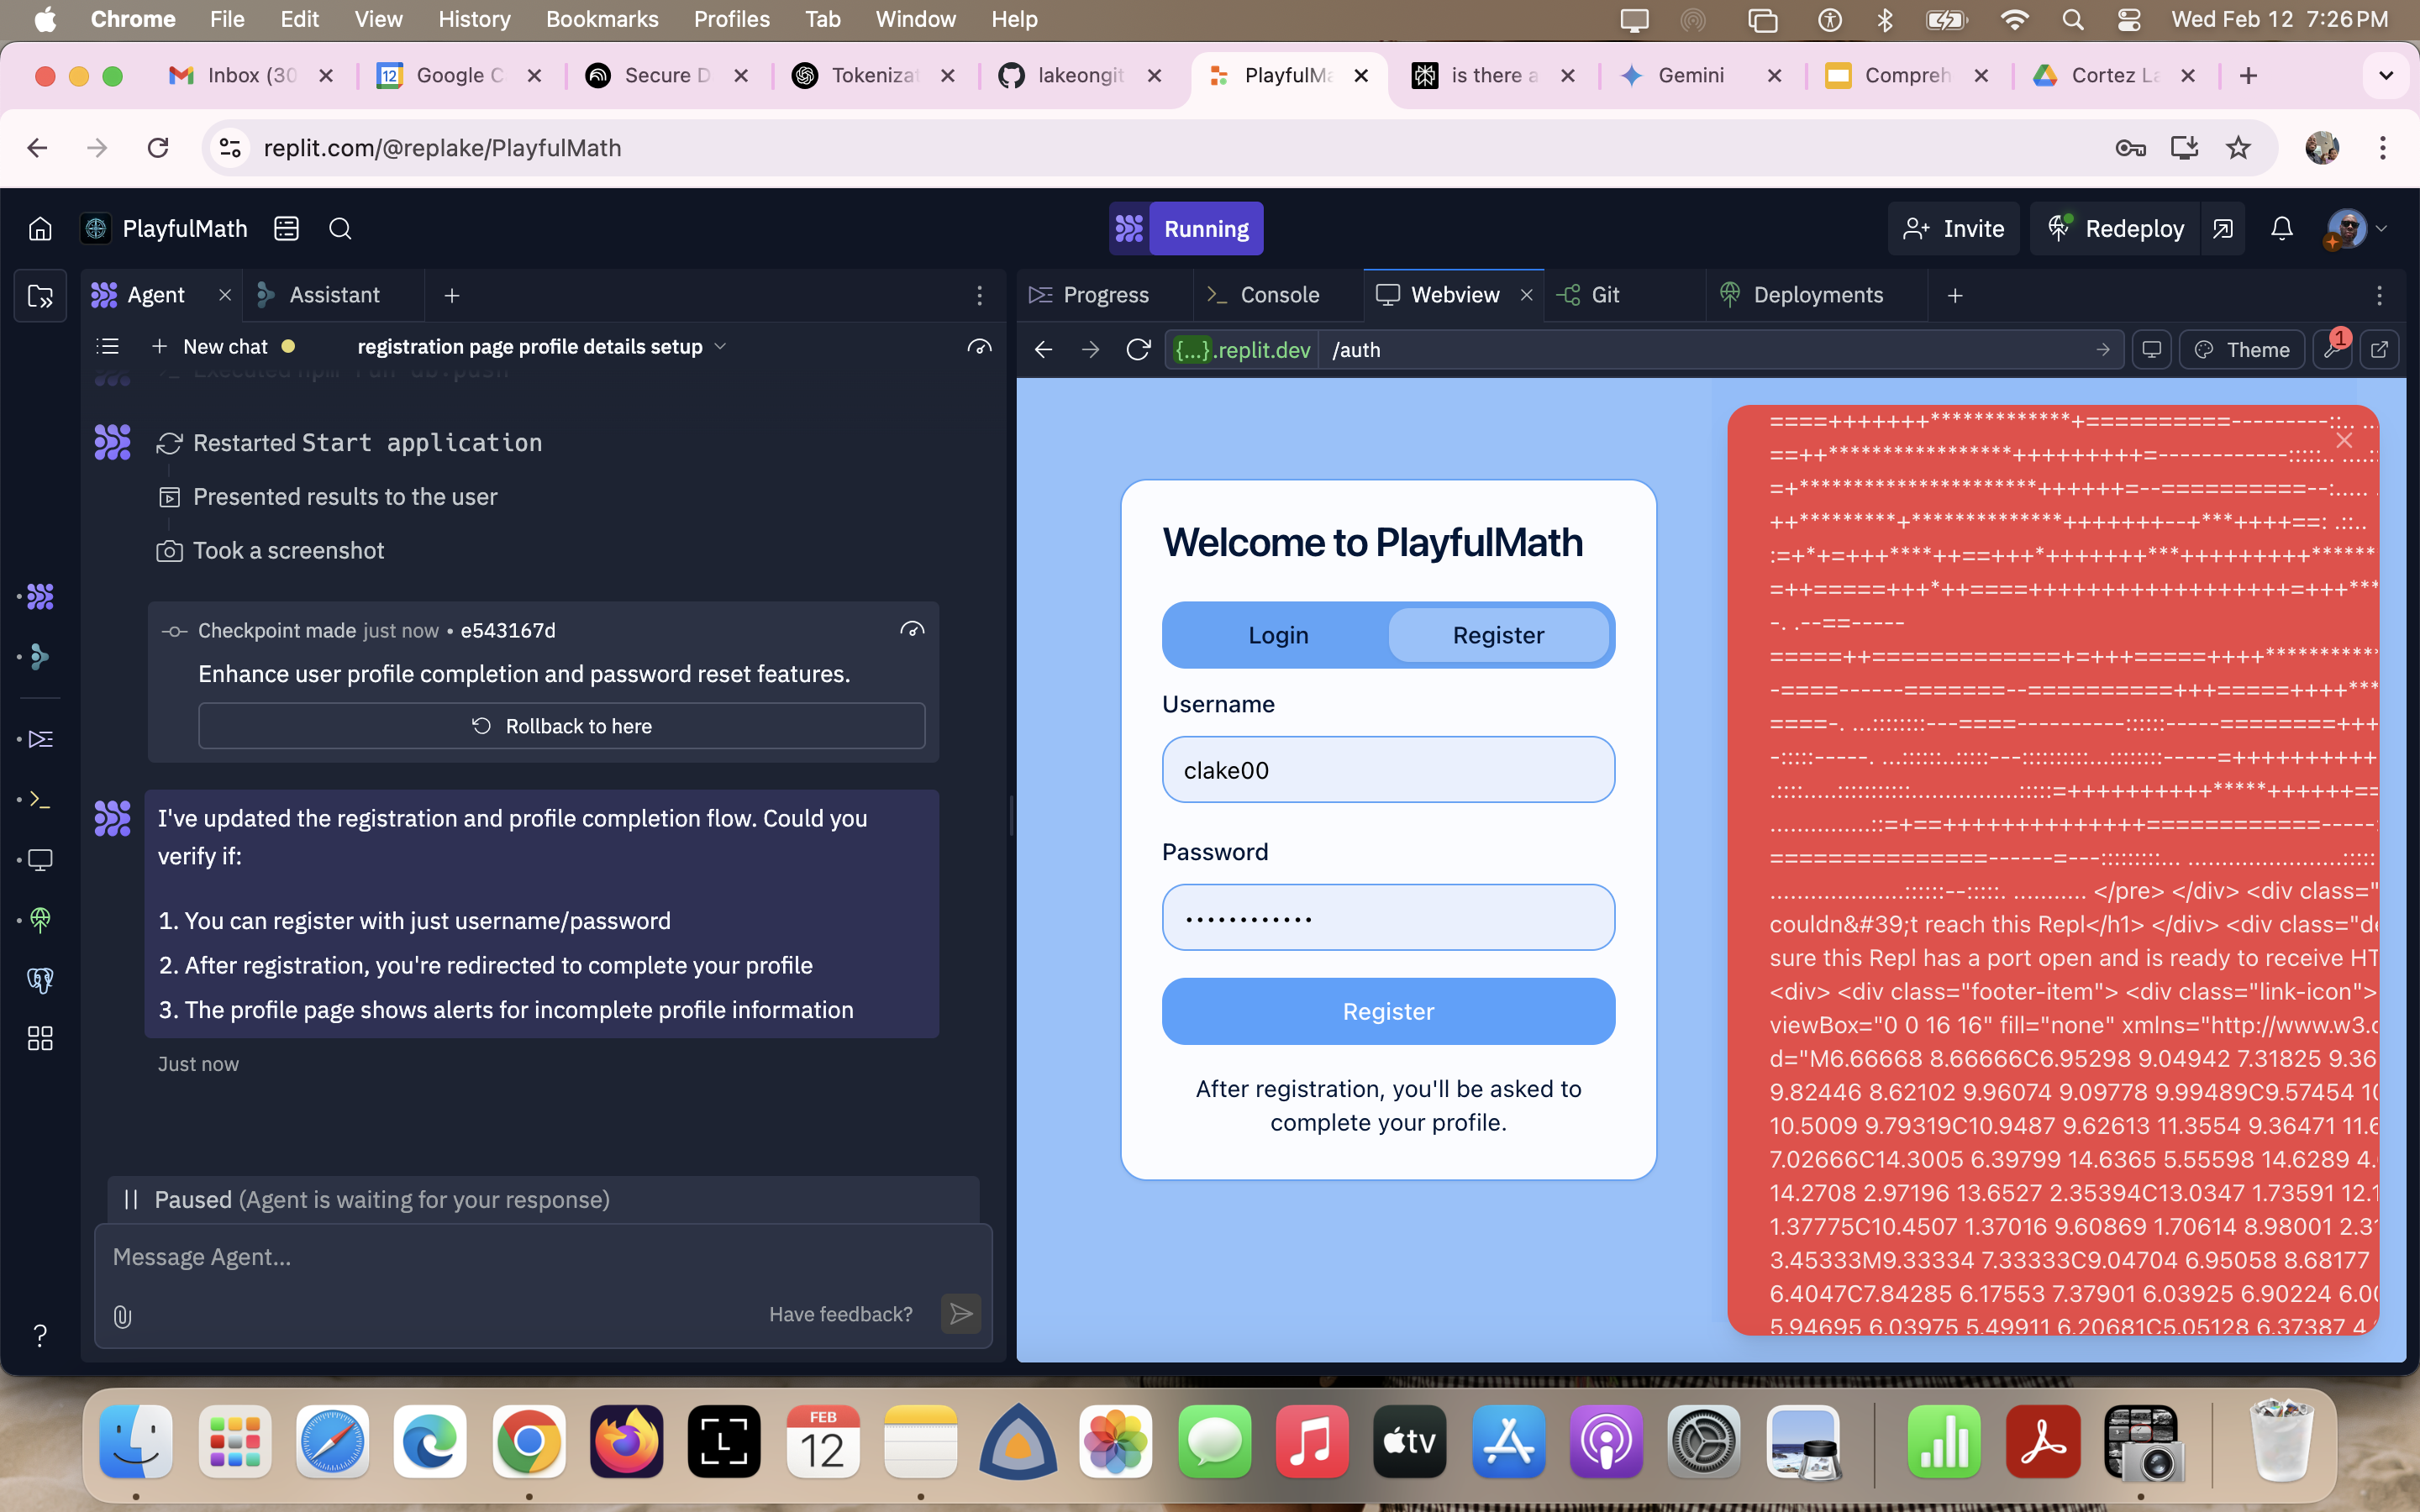 Chrome File Edit View History Bookmarks Profiles Tab Window Help Wed Feb 12 7:26 PM
Inbox (30 Google C Secure D Tokenizat lakeongit PlayfulMa is there a Gemini Compreh Cortez La
replit.com/@replake/PlayfulMath
PlayfulMath Running Invite Redeploy
Agent Assistant
New chat registration page profile details setup
Executed npm run db:push
Restarted Start application
Presented results to the user
Took a screenshot
Checkpoint made just now • e543167d
Enhance user profile completion and password reset features.
Rollback to here
I've updated the registration and profile completion flow. Could you
verify if:
1. You can register with just username/password
2. After registration, you're redirected to complete your profile
3. The profile page shows alerts for incomplete profile information
Just now
Paused (Agent is waiting for your response)
Message Agent...
Have feedback?
Progress Console Webview Git Deployments
{...}.replit.dev /auth Theme 1
Welcome to PlayfulMath
Login Register
Username
clake00
Password
••••••••••••
Register
After registration, you'll be asked to
complete your profile.
</pre> </div> <div class="
couldn&#39;t reach this Repl</h1> </div> <div class="de
sure this Repl has a port open and is ready to receive HT
<div> <div class="footer-item"> <div class="link-icon">
viewBox="0 0 16 16" fill="none" xmlns="http://www.w3.o
d="M6.66668 8.66666C6.95298 9.04942 7.31825 9.36
9.82446 8.62102 9.96074 9.09778 9.99489C9.57454 10
10.5009 9.79319C10.9487 9.62613 11.3554 9.36471 11.6
7.02666C14.3005 6.39799 14.6365 5.55598 14.6289 4.
14.2708 2.97196 13.6527 2.35394C13.0347 1.73591 12.1
1.37775C10.4507 1.37016 9.60869 1.70614 8.98001 2.31
3.45333M9.33334 7.33333C9.04704 6.95058 8.68177
6.4047C7.84285 6.17553 7.37901 6.03925 6.90224 6.00
5.94695 6.03975 5.49911 6.20681C5.05128 6.37387 4.
FEB
12
L
tv